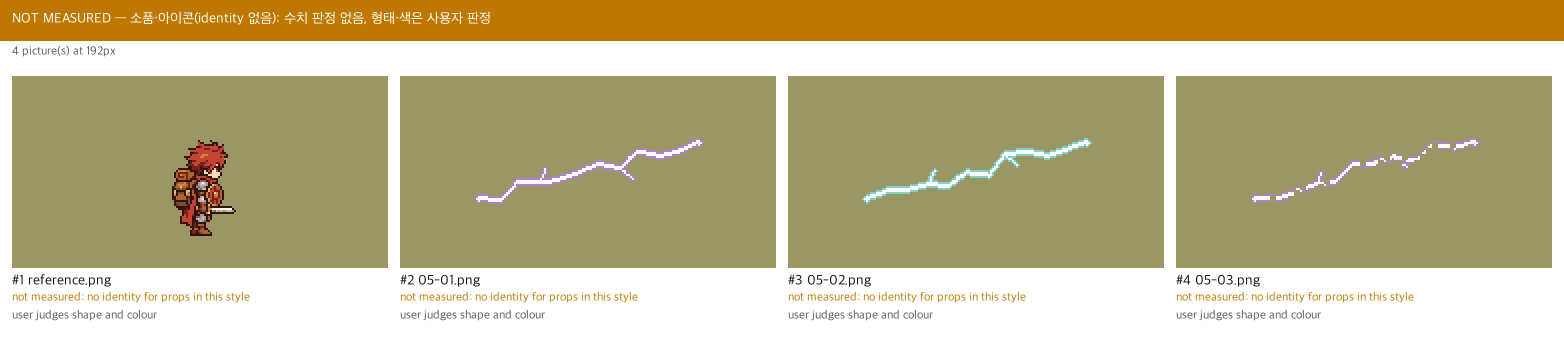 NOT MEASURED — 소품·아이콘(identity 없음): 수치 판정 없음, 형태·색은 사용자 판정
4 picture(s) at 192px
#1 reference.png
not measured: no identity for props in this style
user judges shape and colour
#2 05-01.png
not measured: no identity for props in this style
user judges shape and colour
#3 05-02.png
not measured: no identity for props in this style
user judges shape and colour
#4 05-03.png
not measured: no identity for props in this style
user judges shape and colour